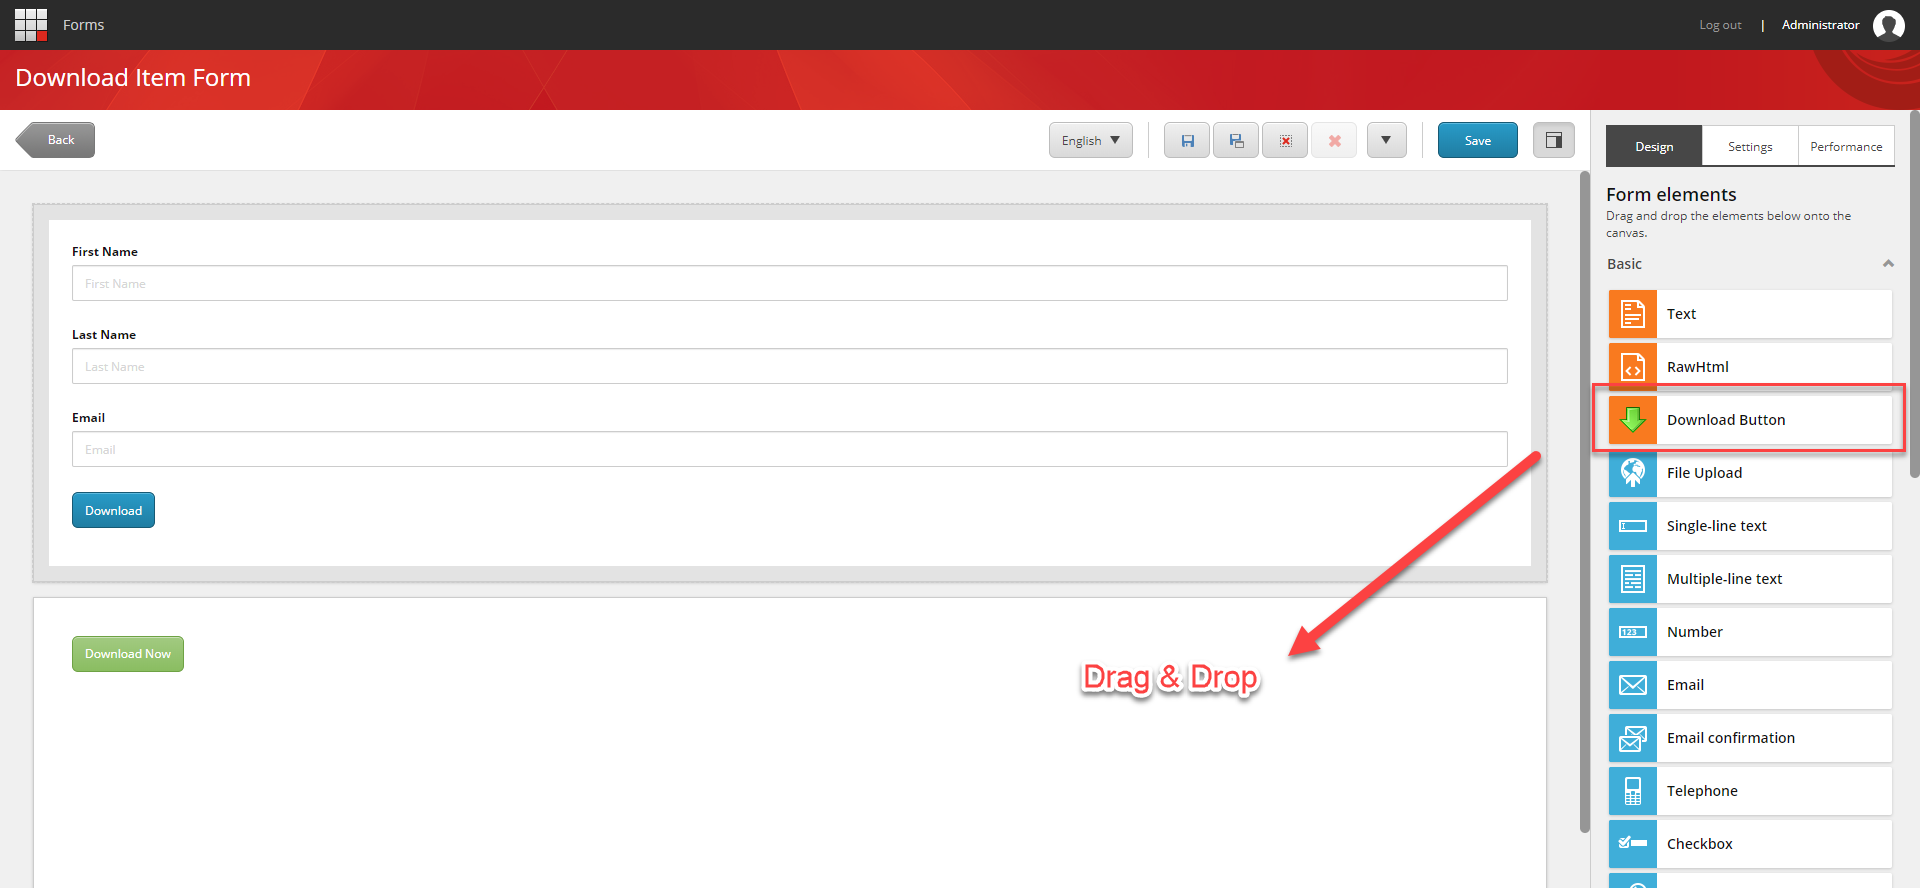 Forms
Log out | Administrator
Download Item Form
Back
English
Save
Design
Settings
Performance
Form elements
Drag and drop the elements below onto the
canvas.
Basic
Text
RawHtml
Download Button
File Upload
Single-line text
Multiple-line text
123
Number
Email
Email confirmation
Telephone
Checkbox
First Name
First Name
Last Name
Last Name
Email
Email
Download
Download Now
Drag & Drop